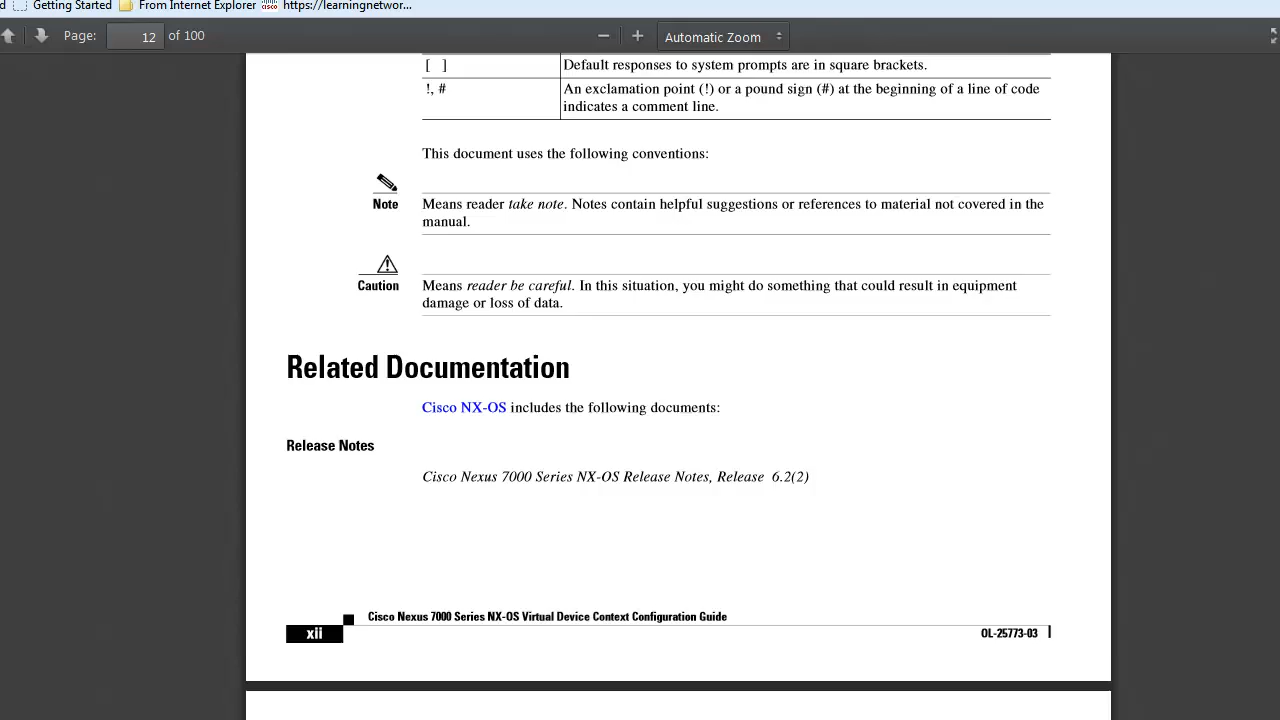 d Getting Started From Internet Explorer cisco https://learningnetwor...
Page: 12 of 100 Automatic Zoom
[ ] Default responses to system prompts are in square brackets.
!, # An exclamation point (!) or a pound sign (#) at the beginning of a line of code
indicates a comment line.
This document uses the following conventions:
Note Means reader take note. Notes contain helpful suggestions or references to material not covered in the
manual.
Caution Means reader be careful. In this situation, you might do something that could result in equipment
damage or loss of data.
Related Documentation
Cisco NX-OS includes the following documents:
Release Notes
Cisco Nexus 7000 Series NX-OS Release Notes, Release 6.2(2)
Cisco Nexus 7000 Series NX-OS Virtual Device Context Configuration Guide
xii OL-25773-03